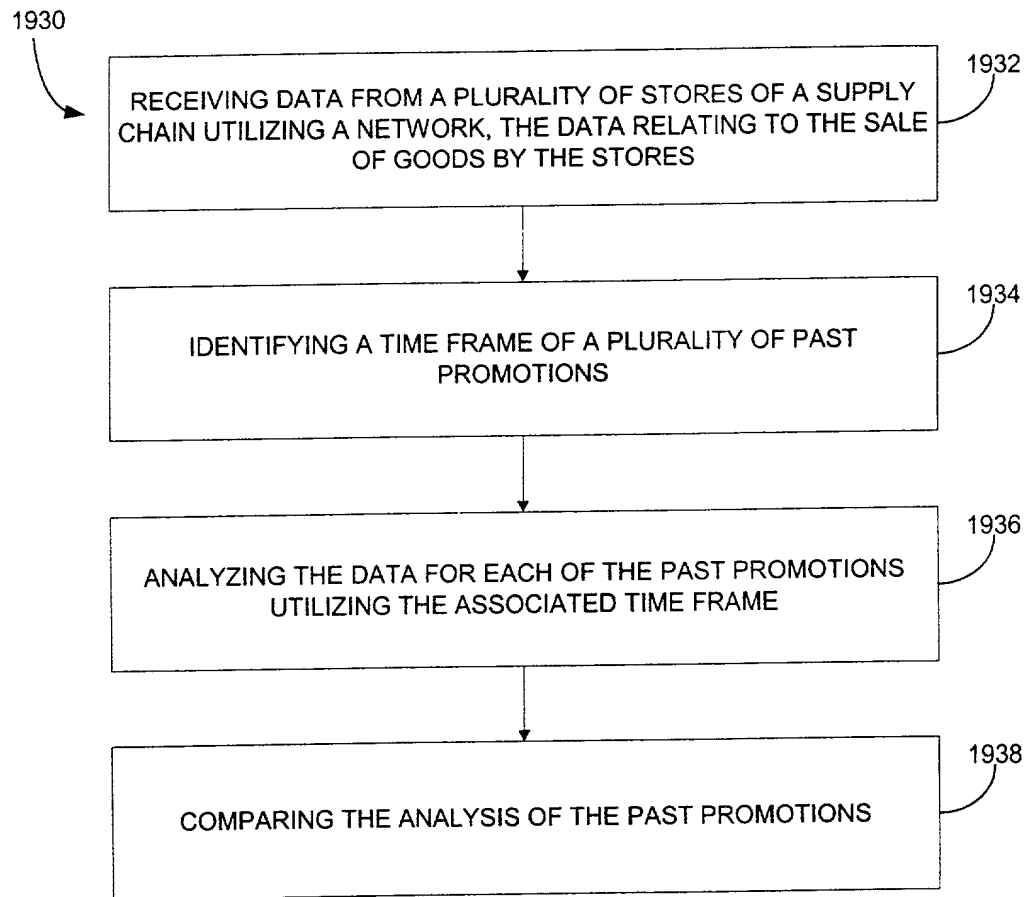 1930
1932
RECEIVING DATA FROM A PLURALITY OF STORES OF A SUPPLY
CHAIN UTILIZING A NETWORK, THE DATA RELATING TO THE SALE
OF GOODS BY THE STORES
1934
IDENTIFYING A TIME FRAME OF A PLURALITY OF PAST
PROMOTIONS
1936
ANALYZING THE DATA FOR EACH OF THE PAST PROMOTIONS
UTILIZING THE ASSOCIATED TIME FRAME
1938
COMPARING THE ANALYSIS OF THE PAST PROMOTIONS